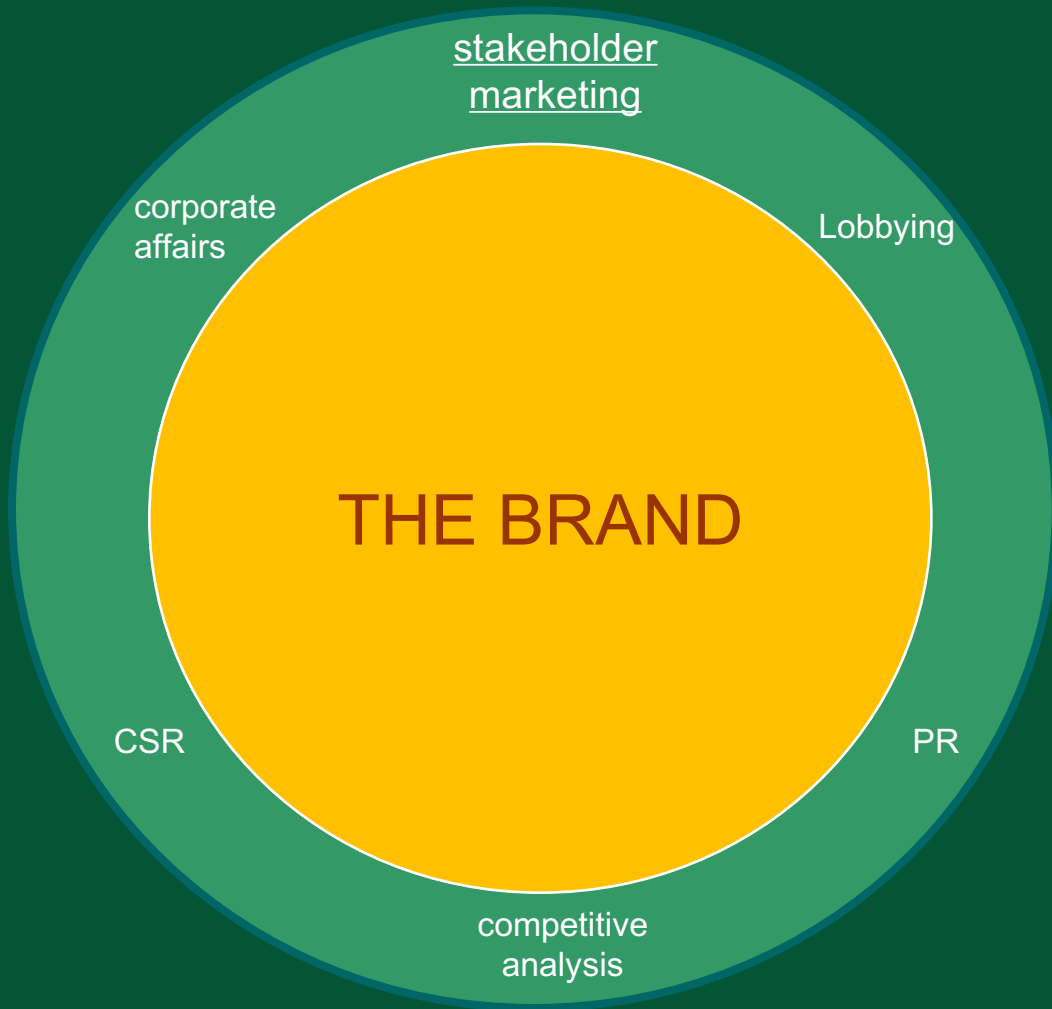 stakeholder
marketing
corporate
affairs
Lobbying
THE BRAND
CSR
PR
competitive
analysis